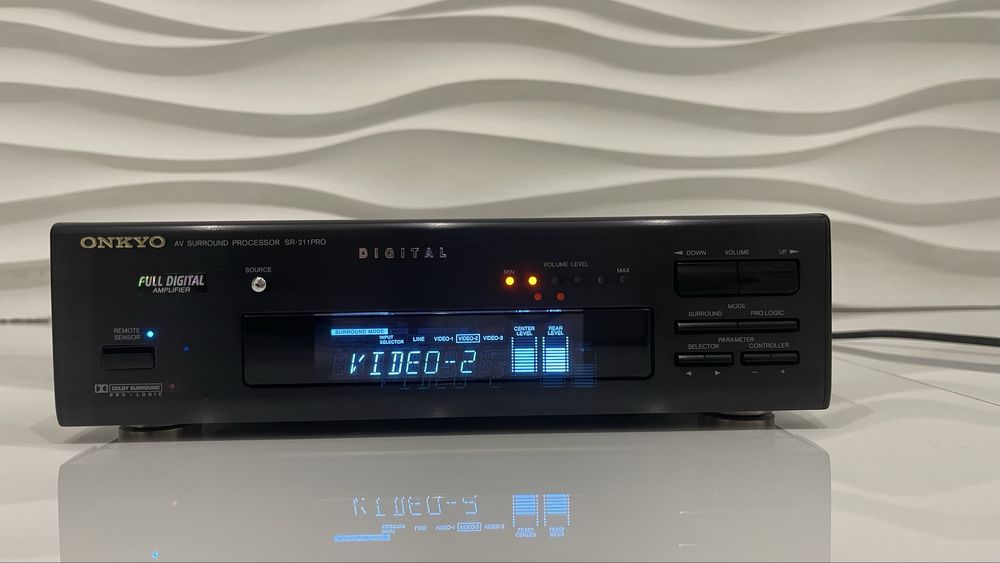 ONKYO AV SURROUND PROCESSOR SR-211PRO
DIGITAL
FULL DIGITAL
AMPLIFIER
SOURCE
VOLUME LEVEL
MIN
MAX
DOWN VOLUME UP
MODE
SURROUND PRO LOGIC
PARAMETER
SELECTOR CONTROLLER
- +
REMOTE
SENSOR
DOLBY SURROUND
PRO • LOGIC
SURROUND MODE
INPUT
SELECTOR
LINE VIDEO-1 VIDEO-2 VIDEO-3
CENTER
LEVEL
REAR
LEVEL
VIDEO-2